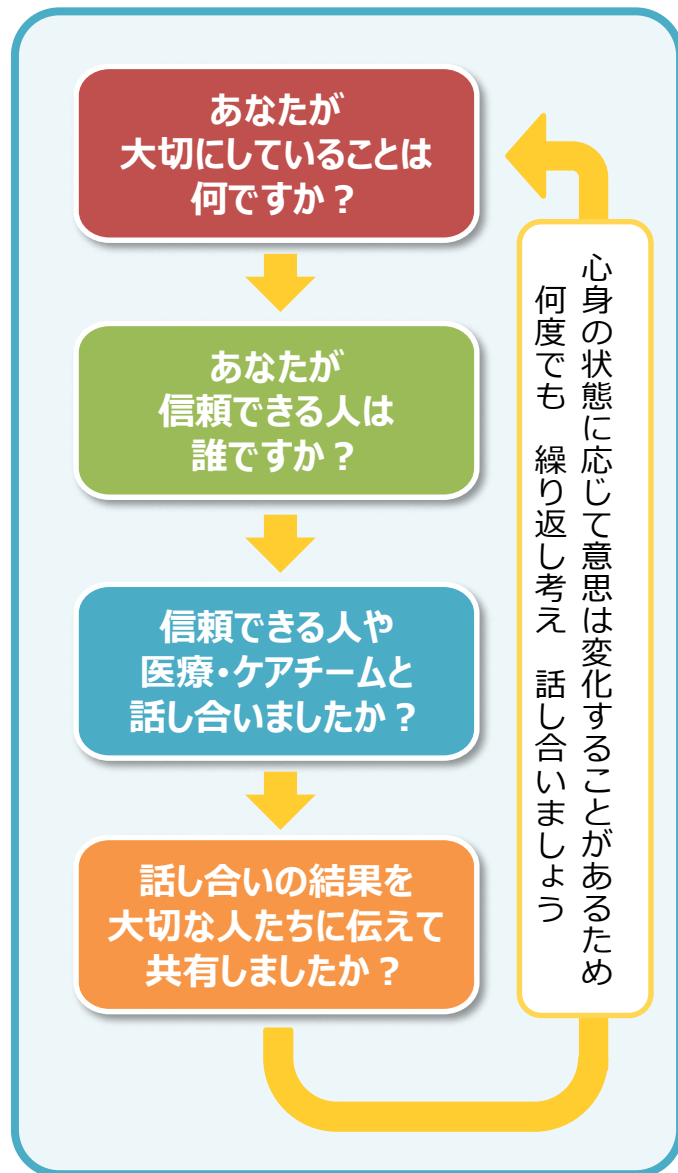 あなたが
大切にしていることは
何ですか？
あなたが
信頼できる人は
誰ですか？
信頼できる人や
医療・ケアチームと
話し合いましたか？
話し合いの結果を
大切な人たちに伝えて
共有しましたか？
心身の状態に応じて意思は変化することがあるため
何度でも　繰り返し考え　話し合いましょう